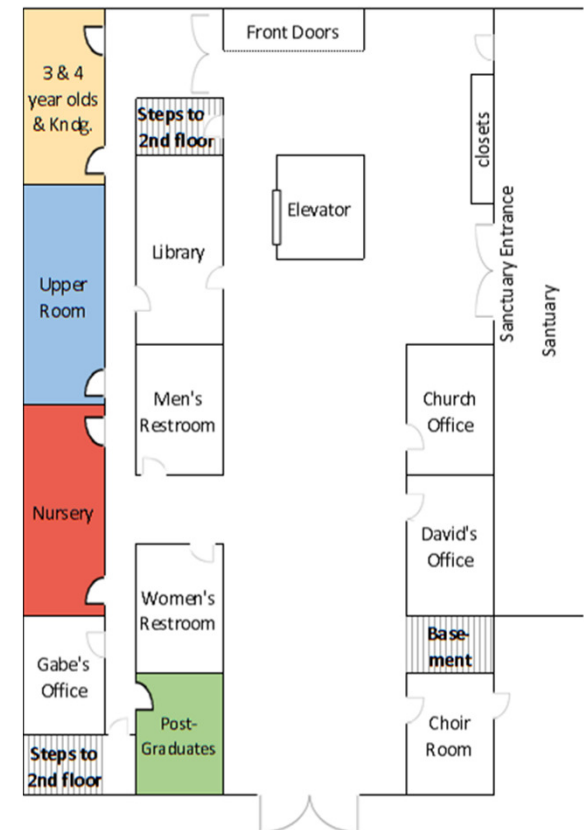 Front Doors
3 & 4
year olds
& Kndg.
Steps to
2nd floor
closets
Elevator
Library
Sanctuary Entrance
Santuary
Upper
Room
Men's
Restroom
Church
Office
Nursery
David's
Office
Women's
Restroom
Base-
ment
Gabe's
Office
Post-
Graduates
Choir
Room
Steps to
2nd floor